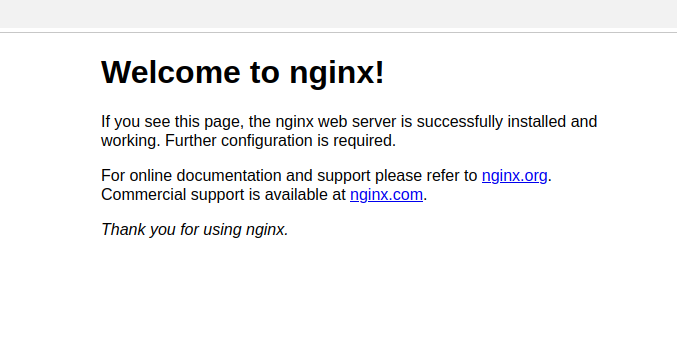 Welcome to nginx!
If you see this page, the nginx web server is successfully installed and
working. Further configuration is required.
For online documentation and support please refer to nginx.org.
Commercial support is available at nginx.com.
Thank you for using nginx.